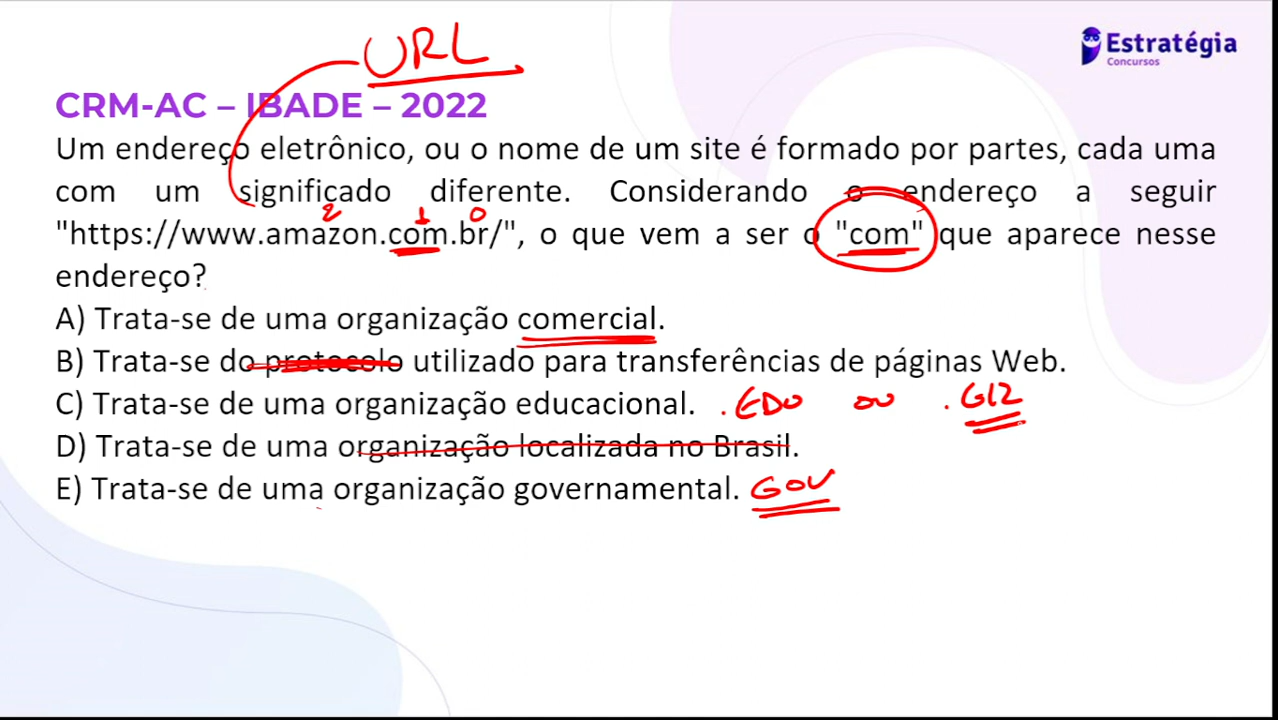 URL
Estratégia
Concursos
CRM-AC – IBADE – 2022
Um endereço eletrônico, ou o nome de um site é formado por partes, cada uma
com um significado diferente. Considerando o endereço a seguir
2 1 0
"https://www.amazon.com.br/", o que vem a ser o "com" que aparece nesse
endereço?
A) Trata-se de uma organização comercial.
B) Trata-se do protocolo utilizado para transferências de páginas Web.
C) Trata-se de uma organização educacional. .EDU ou .G12
D) Trata-se de uma organização localizada no Brasil.
E) Trata-se de uma organização governamental. GOV